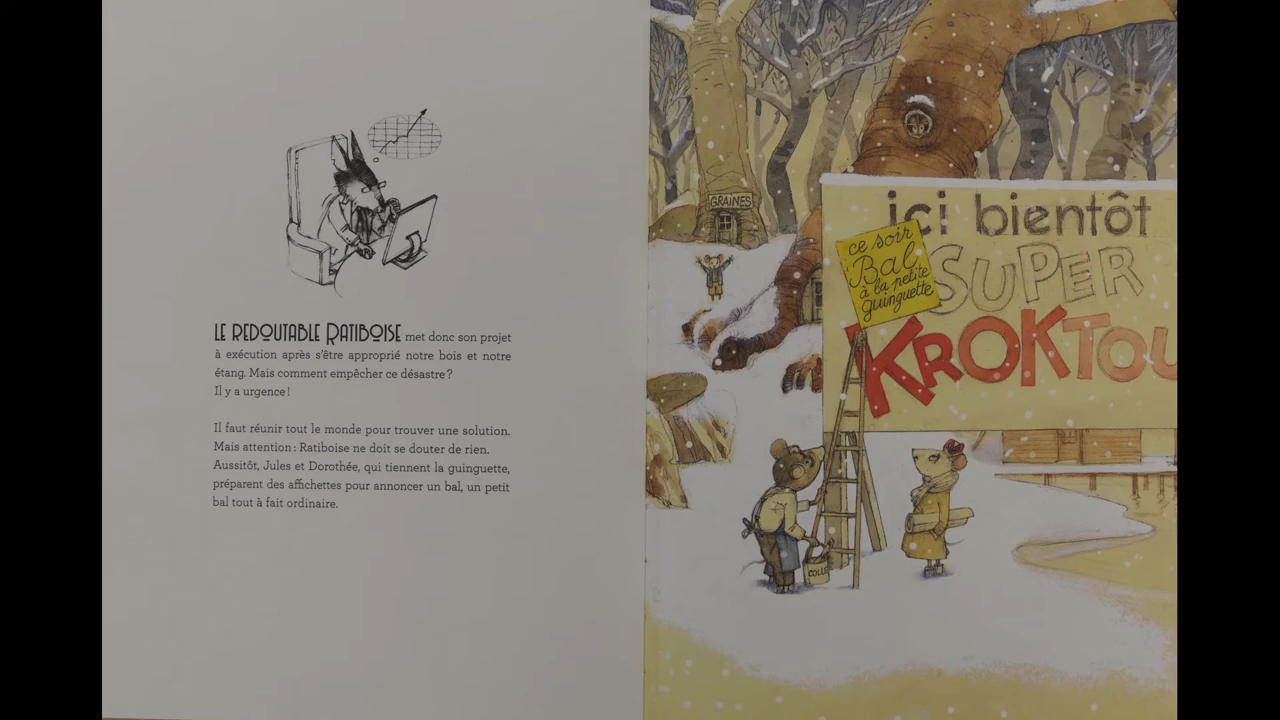 LE REDOUTABLE RATIBOISE met donc son projet
à exécution après s'être approprié notre bois et notre
étang. Mais comment empêcher ce désastre ?
Il y a urgence !
Il faut réunir tout le monde pour trouver une solution.
Mais attention : Ratiboise ne doit se douter de rien.
Aussitôt, Jules et Dorothée, qui tiennent la guinguette,
préparent des affichettes pour annoncer un bal, un petit
bal tout à fait ordinaire.
GRAINES
ici bientôt
SUPER
KROKTOU
ce soir
Bal
à la petite
guinguette
COLLE